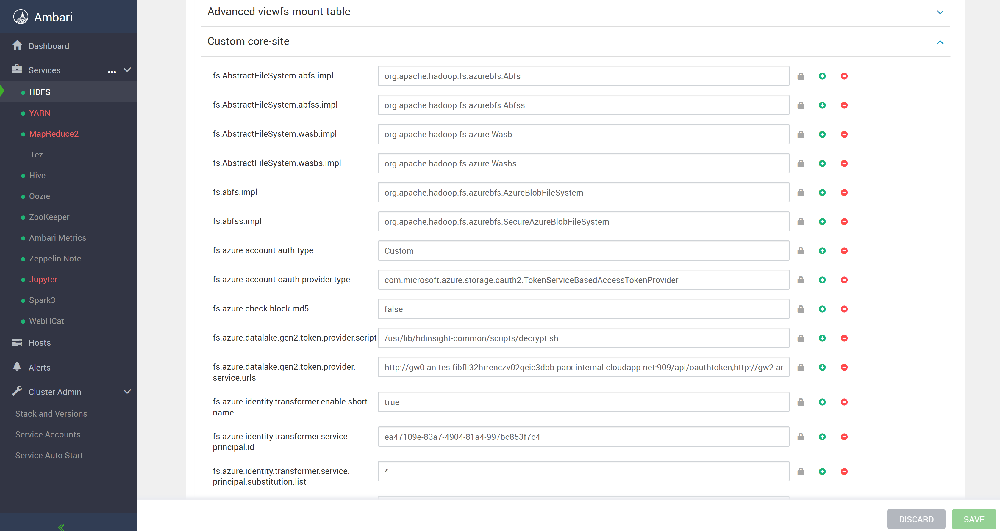 Ambari
Dashboard
Services
HDFS
YARN
MapReduce2
Tez
Hive
Oozie
ZooKeeper
Ambari Metrics
Zeppelin Note...
Jupyter
Spark3
WebHCat
Hosts
Alerts
Cluster Admin
Stack and Versions
Service Accounts
Service Auto Start
Advanced viewfs-mount-table
Custom core-site
fs.AbstractFileSystem.abfs.impl
org.apache.hadoop.fs.azurebfs.Abfs
fs.AbstractFileSystem.abfss.impl
org.apache.hadoop.fs.azurebfs.Abfss
fs.AbstractFileSystem.wasb.impl
org.apache.hadoop.fs.azure.Wasb
fs.AbstractFileSystem.wasbs.impl
org.apache.hadoop.fs.azure.Wasbs
fs.abfs.impl
org.apache.hadoop.fs.azurebfs.AzureBlobFileSystem
fs.abfss.impl
org.apache.hadoop.fs.azurebfs.SecureAzureBlobFileSystem
fs.azure.account.auth.type
Custom
fs.azure.account.oauth.provider.type
com.microsoft.azure.storage.oauth2.TokenServiceBasedAccessTokenProvider
fs.azure.check.block.md5
false
fs.azure.datalake.gen2.token.provider.script
/usr/lib/hdinsight-common/scripts/decrypt.sh
fs.azure.datalake.gen2.token.provider.
service.urls
http://gw0-an-tes.fibfli32hrrenczv02qeic3dbb.parx.internal.cloudapp.net:909/api/oauthtoken,http://gw2-an
fs.azure.identity.transformer.enable.short.
name
true
fs.azure.identity.transformer.service.
principal.id
ea47109e-83a7-4904-81a4-997bc853f7c4
fs.azure.identity.transformer.service.
principal.substitution.list
*
DISCARD
SAVE